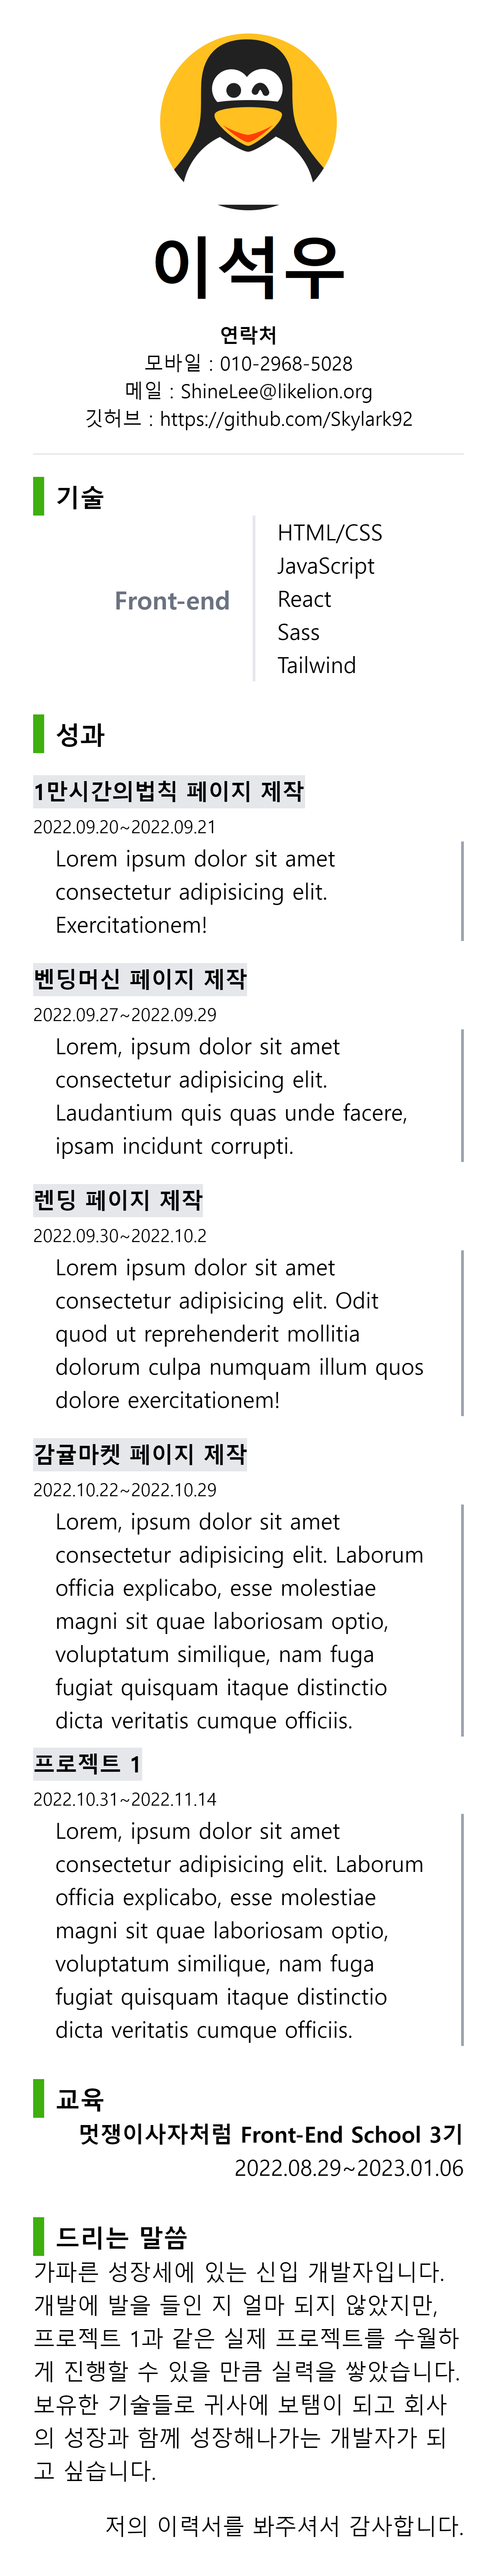 이석우
연락처
모바일 : 010-2968-5028
메일 : ShineLee@likelion.org
깃허브 : https://github.com/Skylark92
기술
Front-end
HTML/CSS
JavaScript
React
Sass
Tailwind
성과
1만시간의법칙 페이지 제작
2022.09.20~2022.09.21
Lorem ipsum dolor sit amet
consectetur adipisicing elit.
Exercitationem!
벤딩머신 페이지 제작
2022.09.27~2022.09.29
Lorem, ipsum dolor sit amet
consectetur adipisicing elit.
Laudantium quis quas unde facere,
ipsam incidunt corrupti.
렌딩 페이지 제작
2022.09.30~2022.10.2
Lorem ipsum dolor sit amet
consectetur adipisicing elit. Odit
quod ut reprehenderit mollitia
dolorum culpa numquam illum quos
dolore exercitationem!
감귤마켓 페이지 제작
2022.10.22~2022.10.29
Lorem, ipsum dolor sit amet
consectetur adipisicing elit. Laborum
officia explicabo, esse molestiae
magni sit quae laboriosam optio,
voluptatum similique, nam fuga
fugiat quisquam itaque distinctio
dicta veritatis cumque officiis.
프로젝트 1
2022.10.31~2022.11.14
Lorem, ipsum dolor sit amet
consectetur adipisicing elit. Laborum
officia explicabo, esse molestiae
magni sit quae laboriosam optio,
voluptatum similique, nam fuga
fugiat quisquam itaque distinctio
dicta veritatis cumque officiis.
교육
멋쟁이사자처럼 Front-End School 3기
2022.08.29~2023.01.06
드리는 말씀
가파른 성장세에 있는 신입 개발자입니다.
개발에 발을 들인 지 얼마 되지 않았지만,
프로젝트 1과 같은 실제 프로젝트를 수월하
게 진행할 수 있을 만큼 실력을 쌓았습니다.
보유한 기술들로 귀사에 보탬이 되고 회사
의 성장과 함께 성장해나가는 개발자가 되
고 싶습니다.
저의 이력서를 봐주셔서 감사합니다.